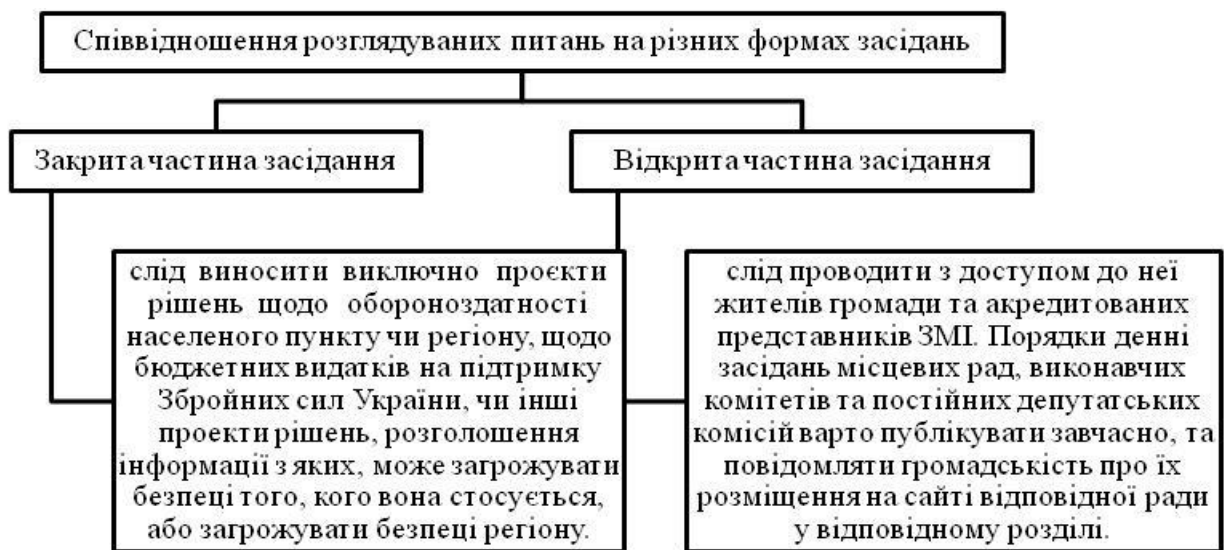 Співвідношення розглядуваних питань на різних формах засідань
Закрита частина засідання
Відкрита частина засідання
слід виносити виключно проєкти
рішень щодо обороноздатності
населеного пункту чи регіону, щодо
бюджетних видатків на підтримку
Збройних сил України, чи інші
проекти рішень, розголошення
інформації з яких, може загрожувати
безпеці того, кого вона стосується,
або загрожувати безпеці регіону.
слід проводити з доступом до неї
жителів громади та акредитованих
представників ЗМІ. Порядки денні
засідань місцевих рад, виконавчих
комітетів та постійних депутатських
комісій варто публікувати завчасно, та
повідомляти громадськість про їх
розміщення на сайті відповідної ради
у відповідному розділі.